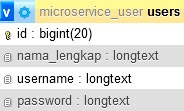 v microservice_user users
id : bigint(20)
nama_lengkap : longtext
username : longtext
password : longtext